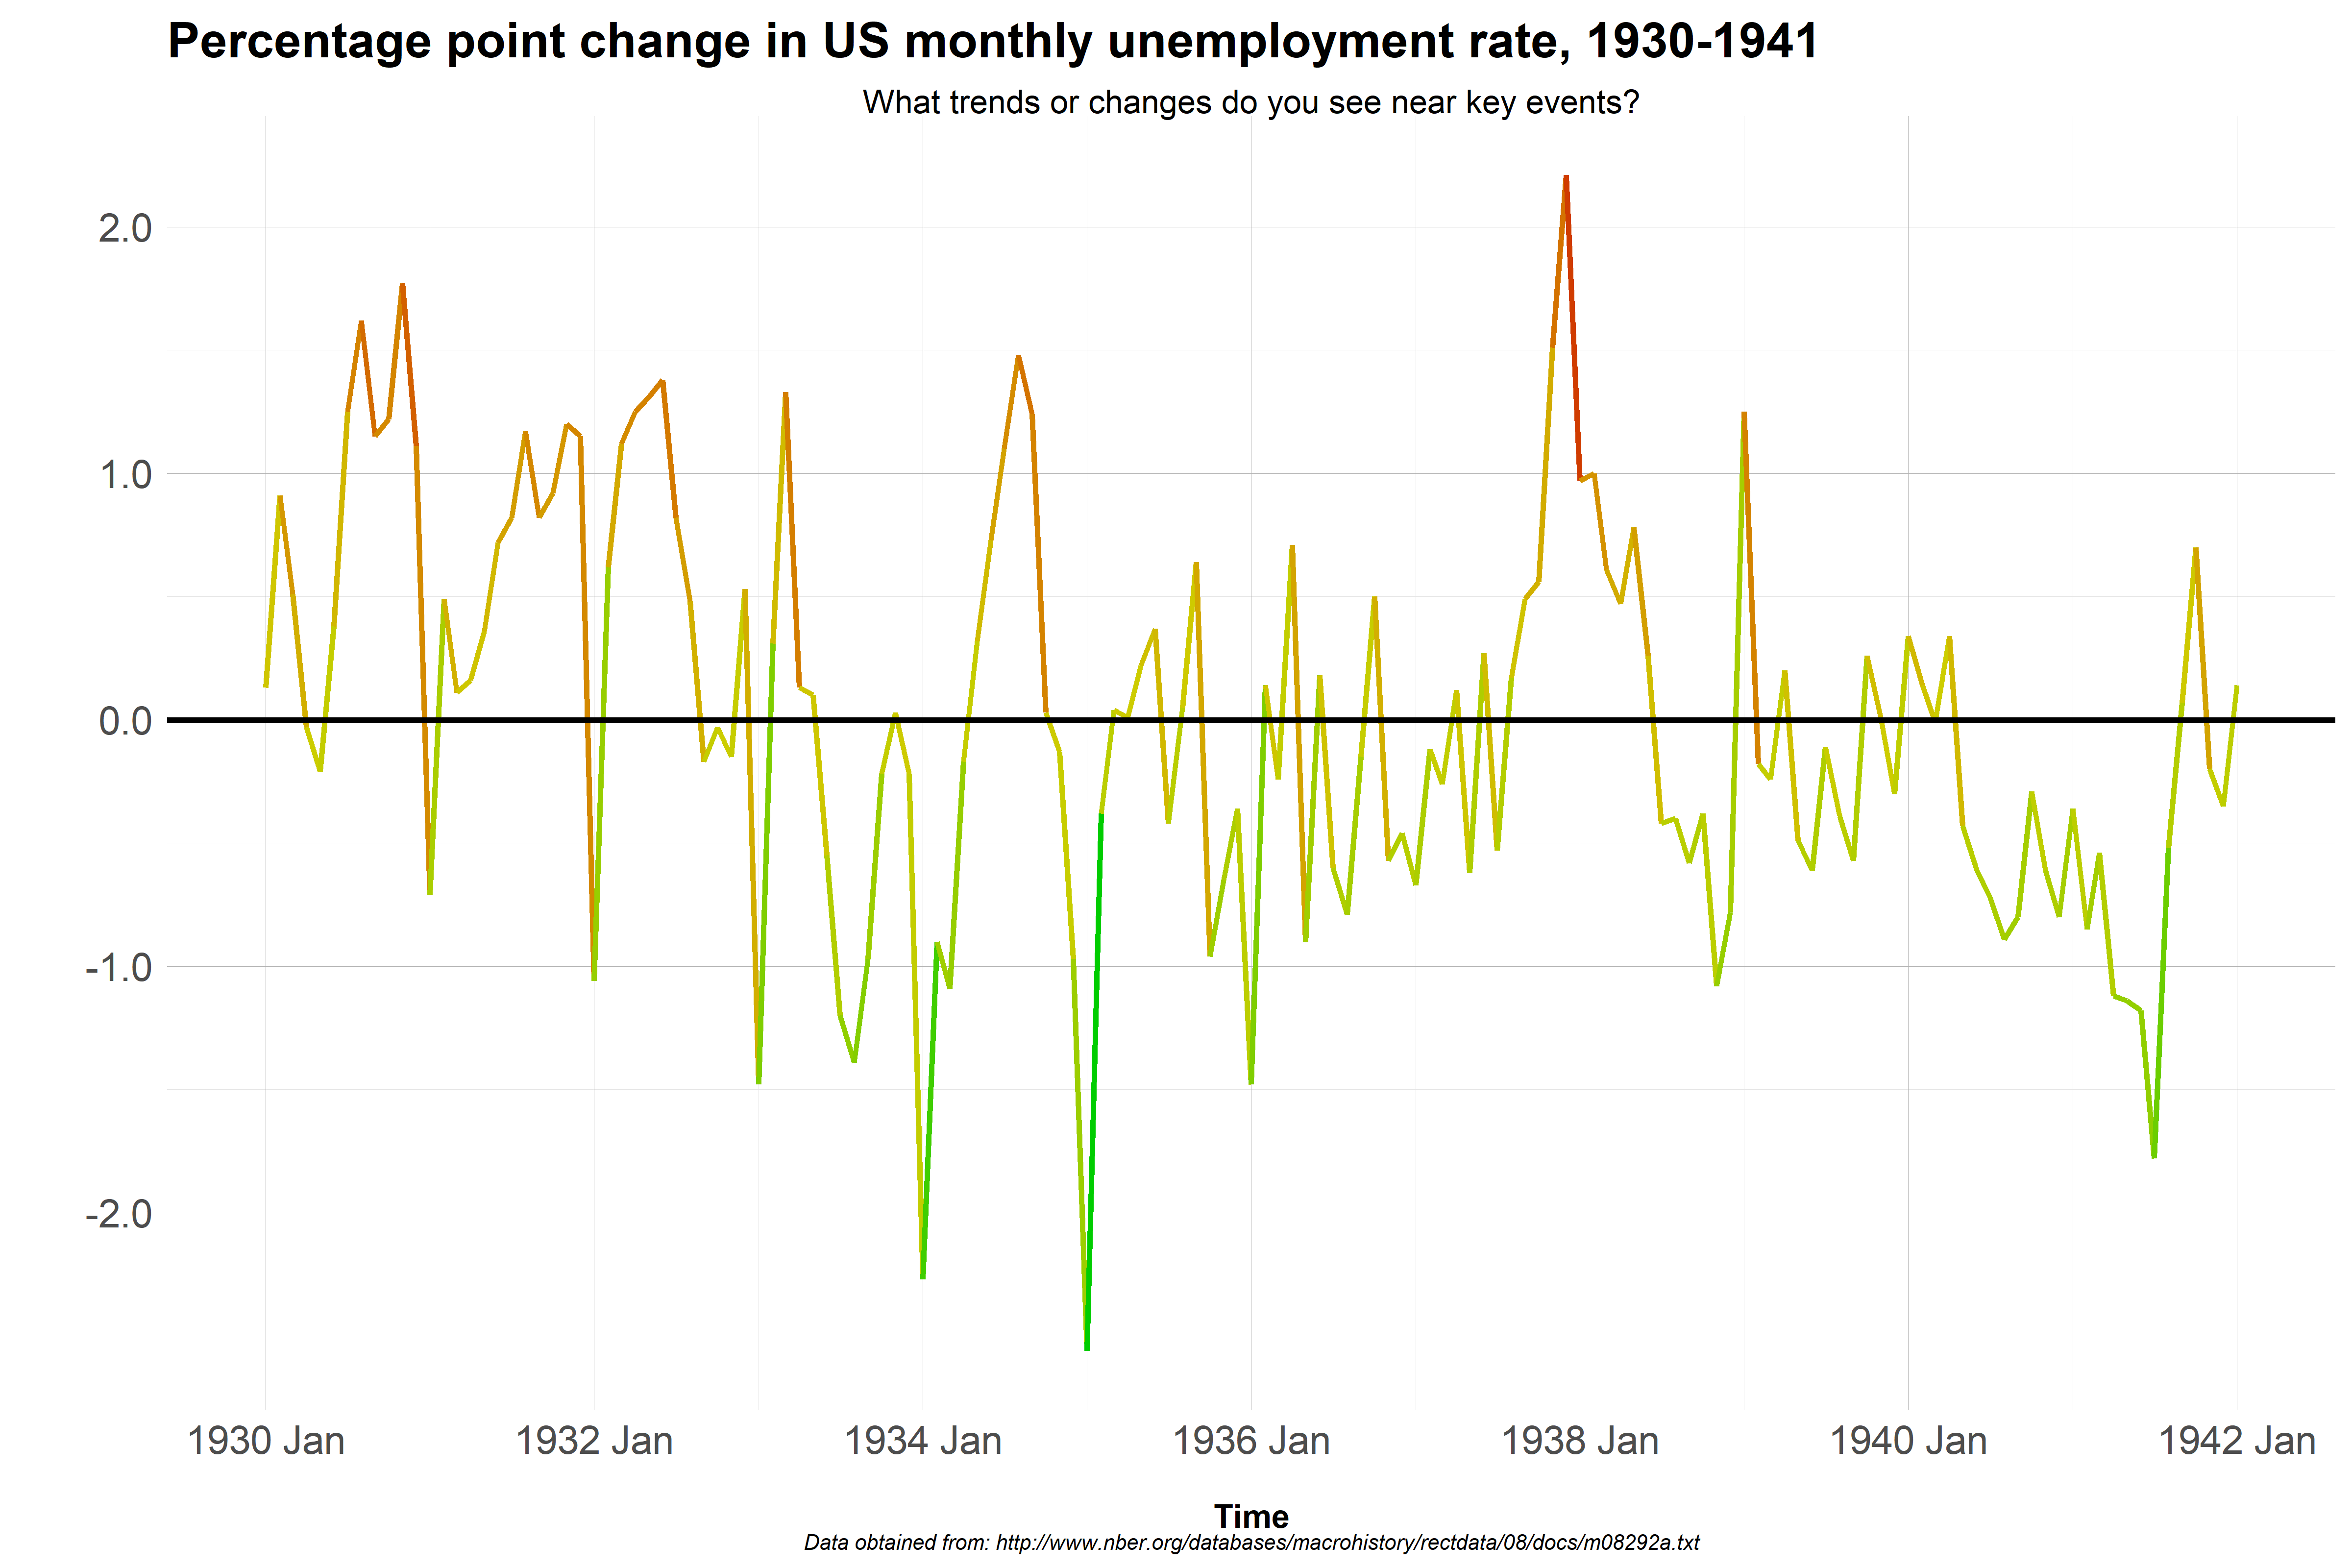 Percentage point change in US monthly unemployment rate, 1930-1941
What trends or changes do you see near key events?
2.0
1.0
0.0
-1.0
-2.0
1930 Jan 1932 Jan 1934 Jan 1936 Jan 1938 Jan 1940 Jan 1942 Jan
Time
Data obtained from: http://www.nber.org/databases/macrohistory/rectdata/08/docs/m08292a.txt